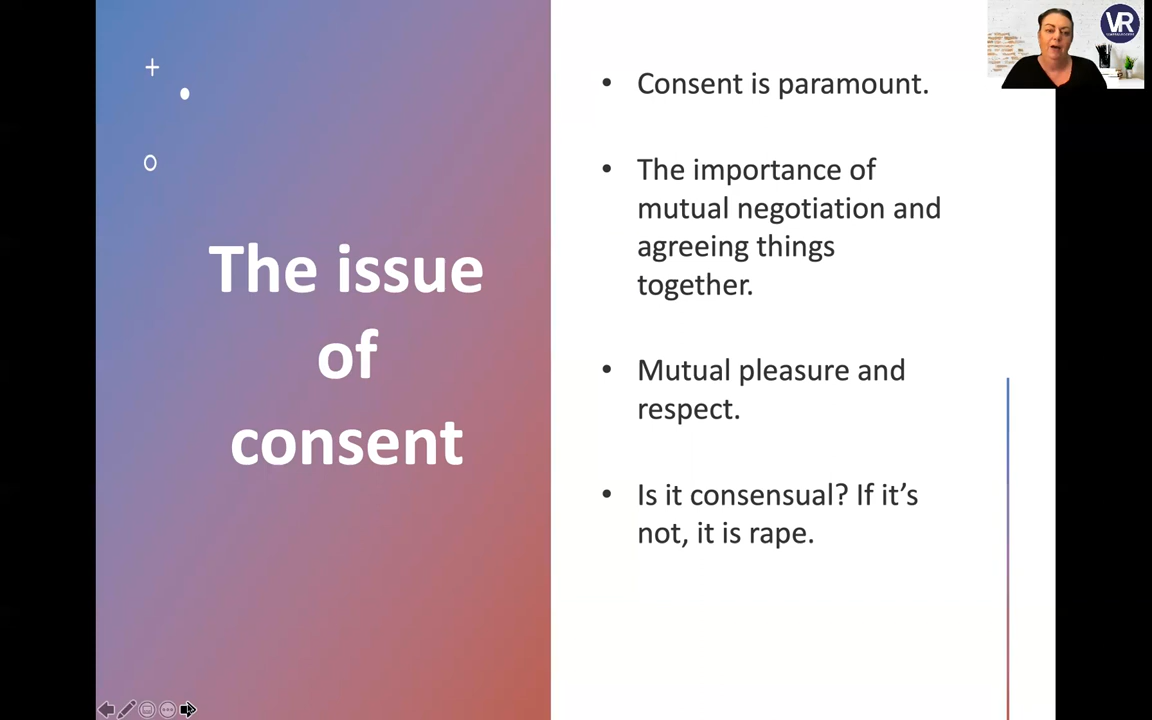 The issue
of
consent
• Consent is paramount.
• The importance of
mutual negotiation and
agreeing things
together.
• Mutual pleasure and
respect.
• Is it consensual? If it’s
not, it is rape.
VR